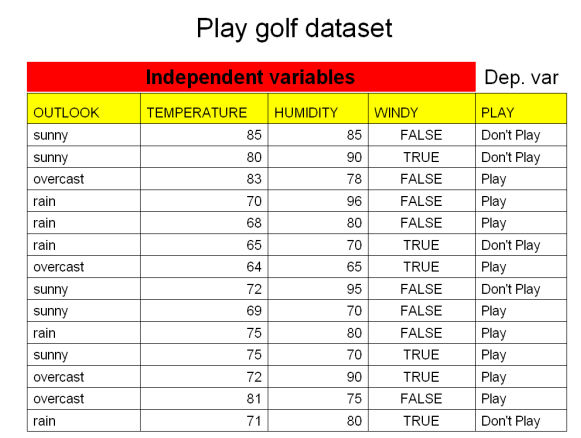 Play golf dataset
Independent variables Dep. var
OUTLOOK TEMPERATURE HUMIDITY WINDY PLAY
sunny 85 85 FALSE Don't Play
sunny 80 90 TRUE Don't Play
overcast 83 78 FALSE Play
rain 70 96 FALSE Play
rain 68 80 FALSE Play
rain 65 70 TRUE Don't Play
overcast 64 65 TRUE Play
sunny 72 95 FALSE Don't Play
sunny 69 70 FALSE Play
rain 75 80 FALSE Play
sunny 75 70 TRUE Play
overcast 72 90 TRUE Play
overcast 81 75 FALSE Play
rain 71 80 TRUE Don't Play